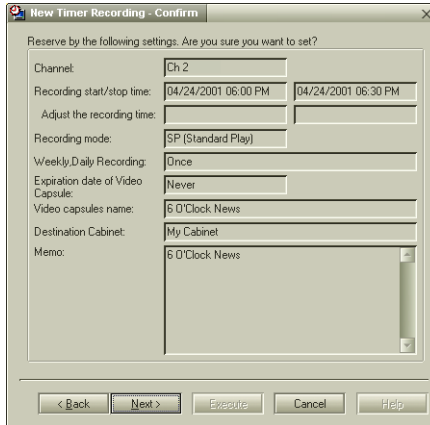 New Timer Recording - Confirm
Reserve by the following settings. Are you sure you want to set?
Channel: Ch 2
Recording start/stop time: 04/24/2001 06:00 PM 04/24/2001 06:30 PM
Adjust the recording time:
Recording mode: SP (Standard Play)
Weekly,Daily Recording: Once
Expiration date of Video Capsule: Never
Video capsules name: 6 O'Clock News
Destination Cabinet: My Cabinet
Memo: 6 O'Clock News
< Back Next > Execute Cancel Help